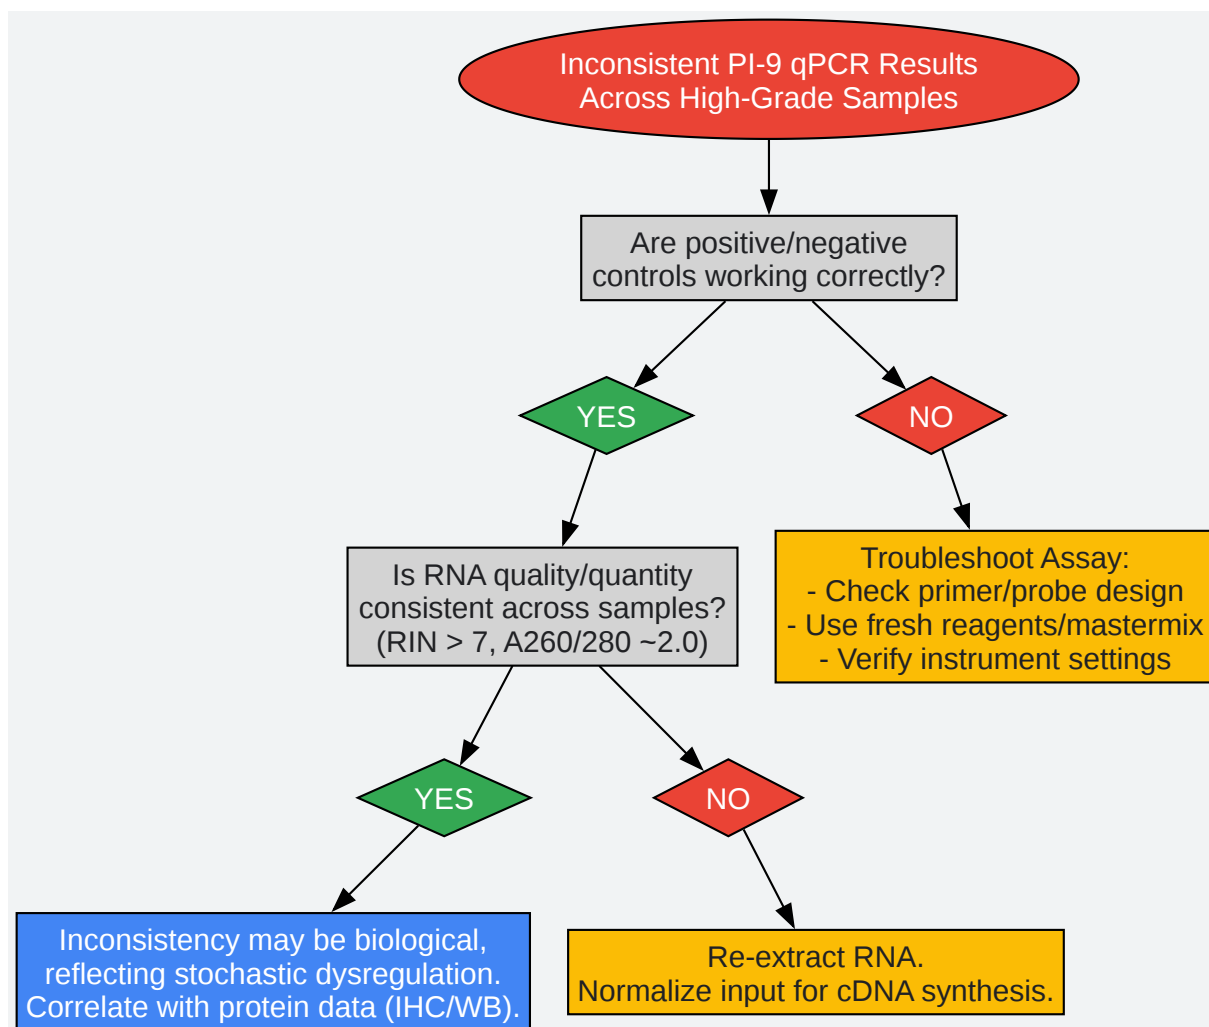 Inconsistent PI-9 qPCR Results
Across High-Grade Samples
Are positive/negative
controls working correctly?
YES
NO
Is RNA quality/quantity
consistent across samples?
(RIN > 7, A260/280 ~2.0)
Troubleshoot Assay:
- Check primer/probe design
- Use fresh reagents/mastermix
- Verify instrument settings
YES
NO
Inconsistency may be biological,
reflecting stochastic dysregulation.
Correlate with protein data (IHC/WB).
Re-extract RNA.
Normalize input for cDNA synthesis.